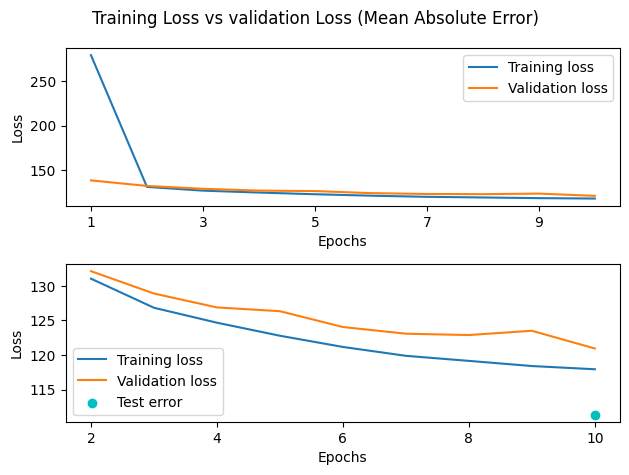 Training Loss vs validation Loss (Mean Absolute Error)
250
200
150
Loss
Training loss
Validation loss
1 3 5 7 9
Epochs
130
125
120
115
Loss
Training loss
Validation loss
Test error
2 4 6 8 10
Epochs